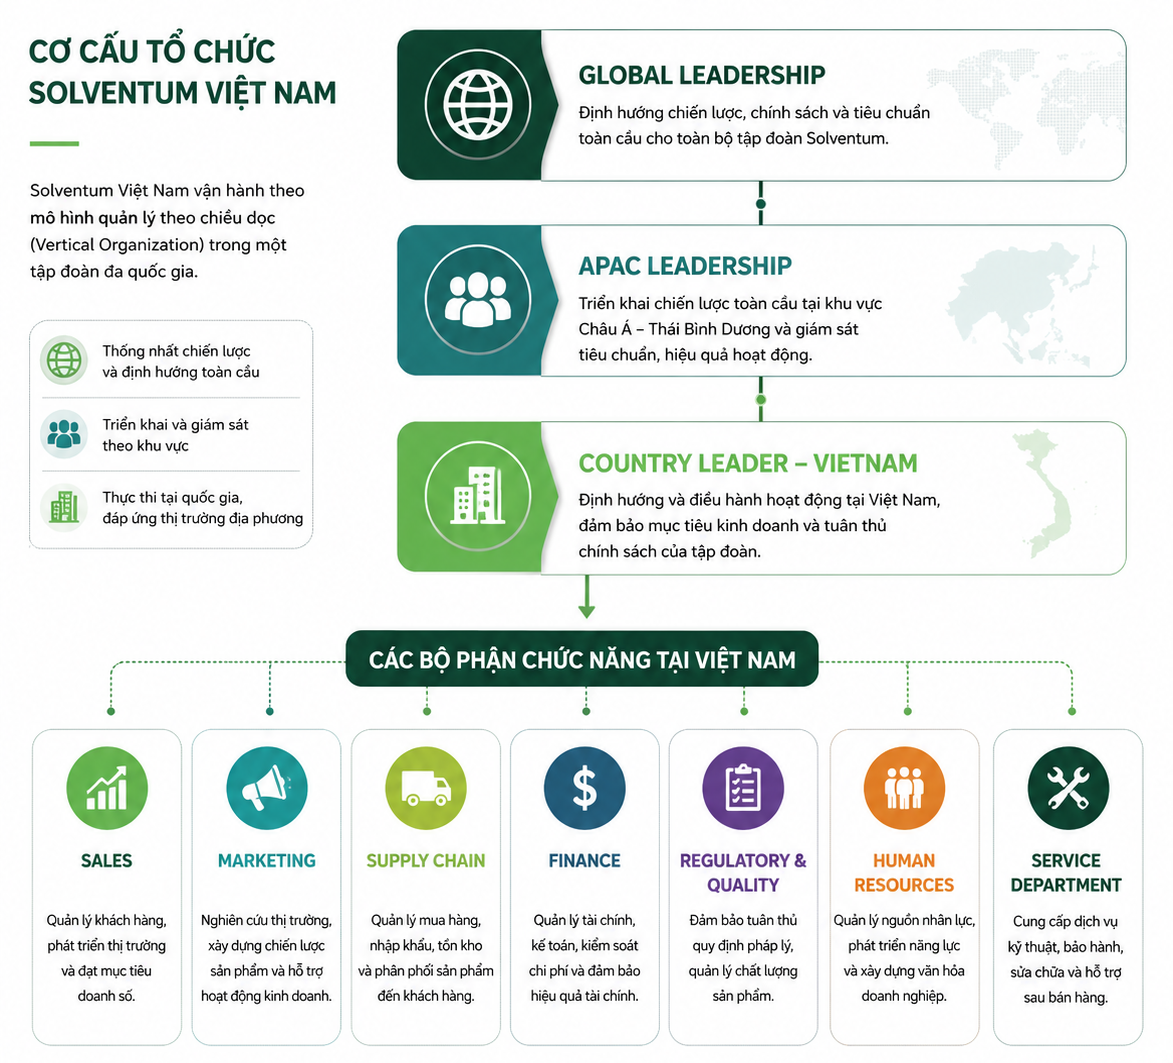 CƠ CẤU TỔ CHỨC
SOLVENTUM VIỆT NAM
Solventum Việt Nam vận hành theo
mô hình quản lý theo chiều dọc
(Vertical Organization) trong một
tập đoàn đa quốc gia.
Thống nhất chiến lược
và định hướng toàn cầu
Triển khai và giám sát
theo khu vực
Thực thi tại quốc gia,
đáp ứng thị trường địa phương
GLOBAL LEADERSHIP
Định hướng chiến lược, chính sách và tiêu chuẩn
toàn cầu cho toàn bộ tập đoàn Solventum.
APAC LEADERSHIP
Triển khai chiến lược toàn cầu tại khu vực
Châu Á – Thái Bình Dương và giám sát
tiêu chuẩn, hiệu quả hoạt động.
COUNTRY LEADER – VIETNAM
Định hướng và điều hành hoạt động tại Việt Nam,
đảm bảo mục tiêu kinh doanh và tuân thủ
chính sách của tập đoàn.
CÁC BỘ PHẬN CHỨC NĂNG TẠI VIỆT NAM
SALES
Quản lý khách hàng,
phát triển thị trường
và đạt mục tiêu
doanh số.
MARKETING
Nghiên cứu thị trường,
xây dựng chiến lược
sản phẩm và hỗ trợ
hoạt động kinh doanh.
SUPPLY CHAIN
Quản lý mua hàng,
nhập khẩu, tồn kho
và phân phối sản phẩm
đến khách hàng.
$
FINANCE
Quản lý tài chính,
kế toán, kiểm soát
chi phí và đảm bảo
hiệu quả tài chính.
REGULATORY &
QUALITY
Đảm bảo tuân thủ
quy định pháp lý,
quản lý chất lượng
sản phẩm.
HUMAN
RESOURCES
Quản lý nguồn nhân lực,
phát triển năng lực
và xây dựng văn hóa
doanh nghiệp.
SERVICE
DEPARTMENT
Cung cấp dịch vụ
kỹ thuật, bảo hành,
sửa chữa và hỗ trợ
sau bán hàng.